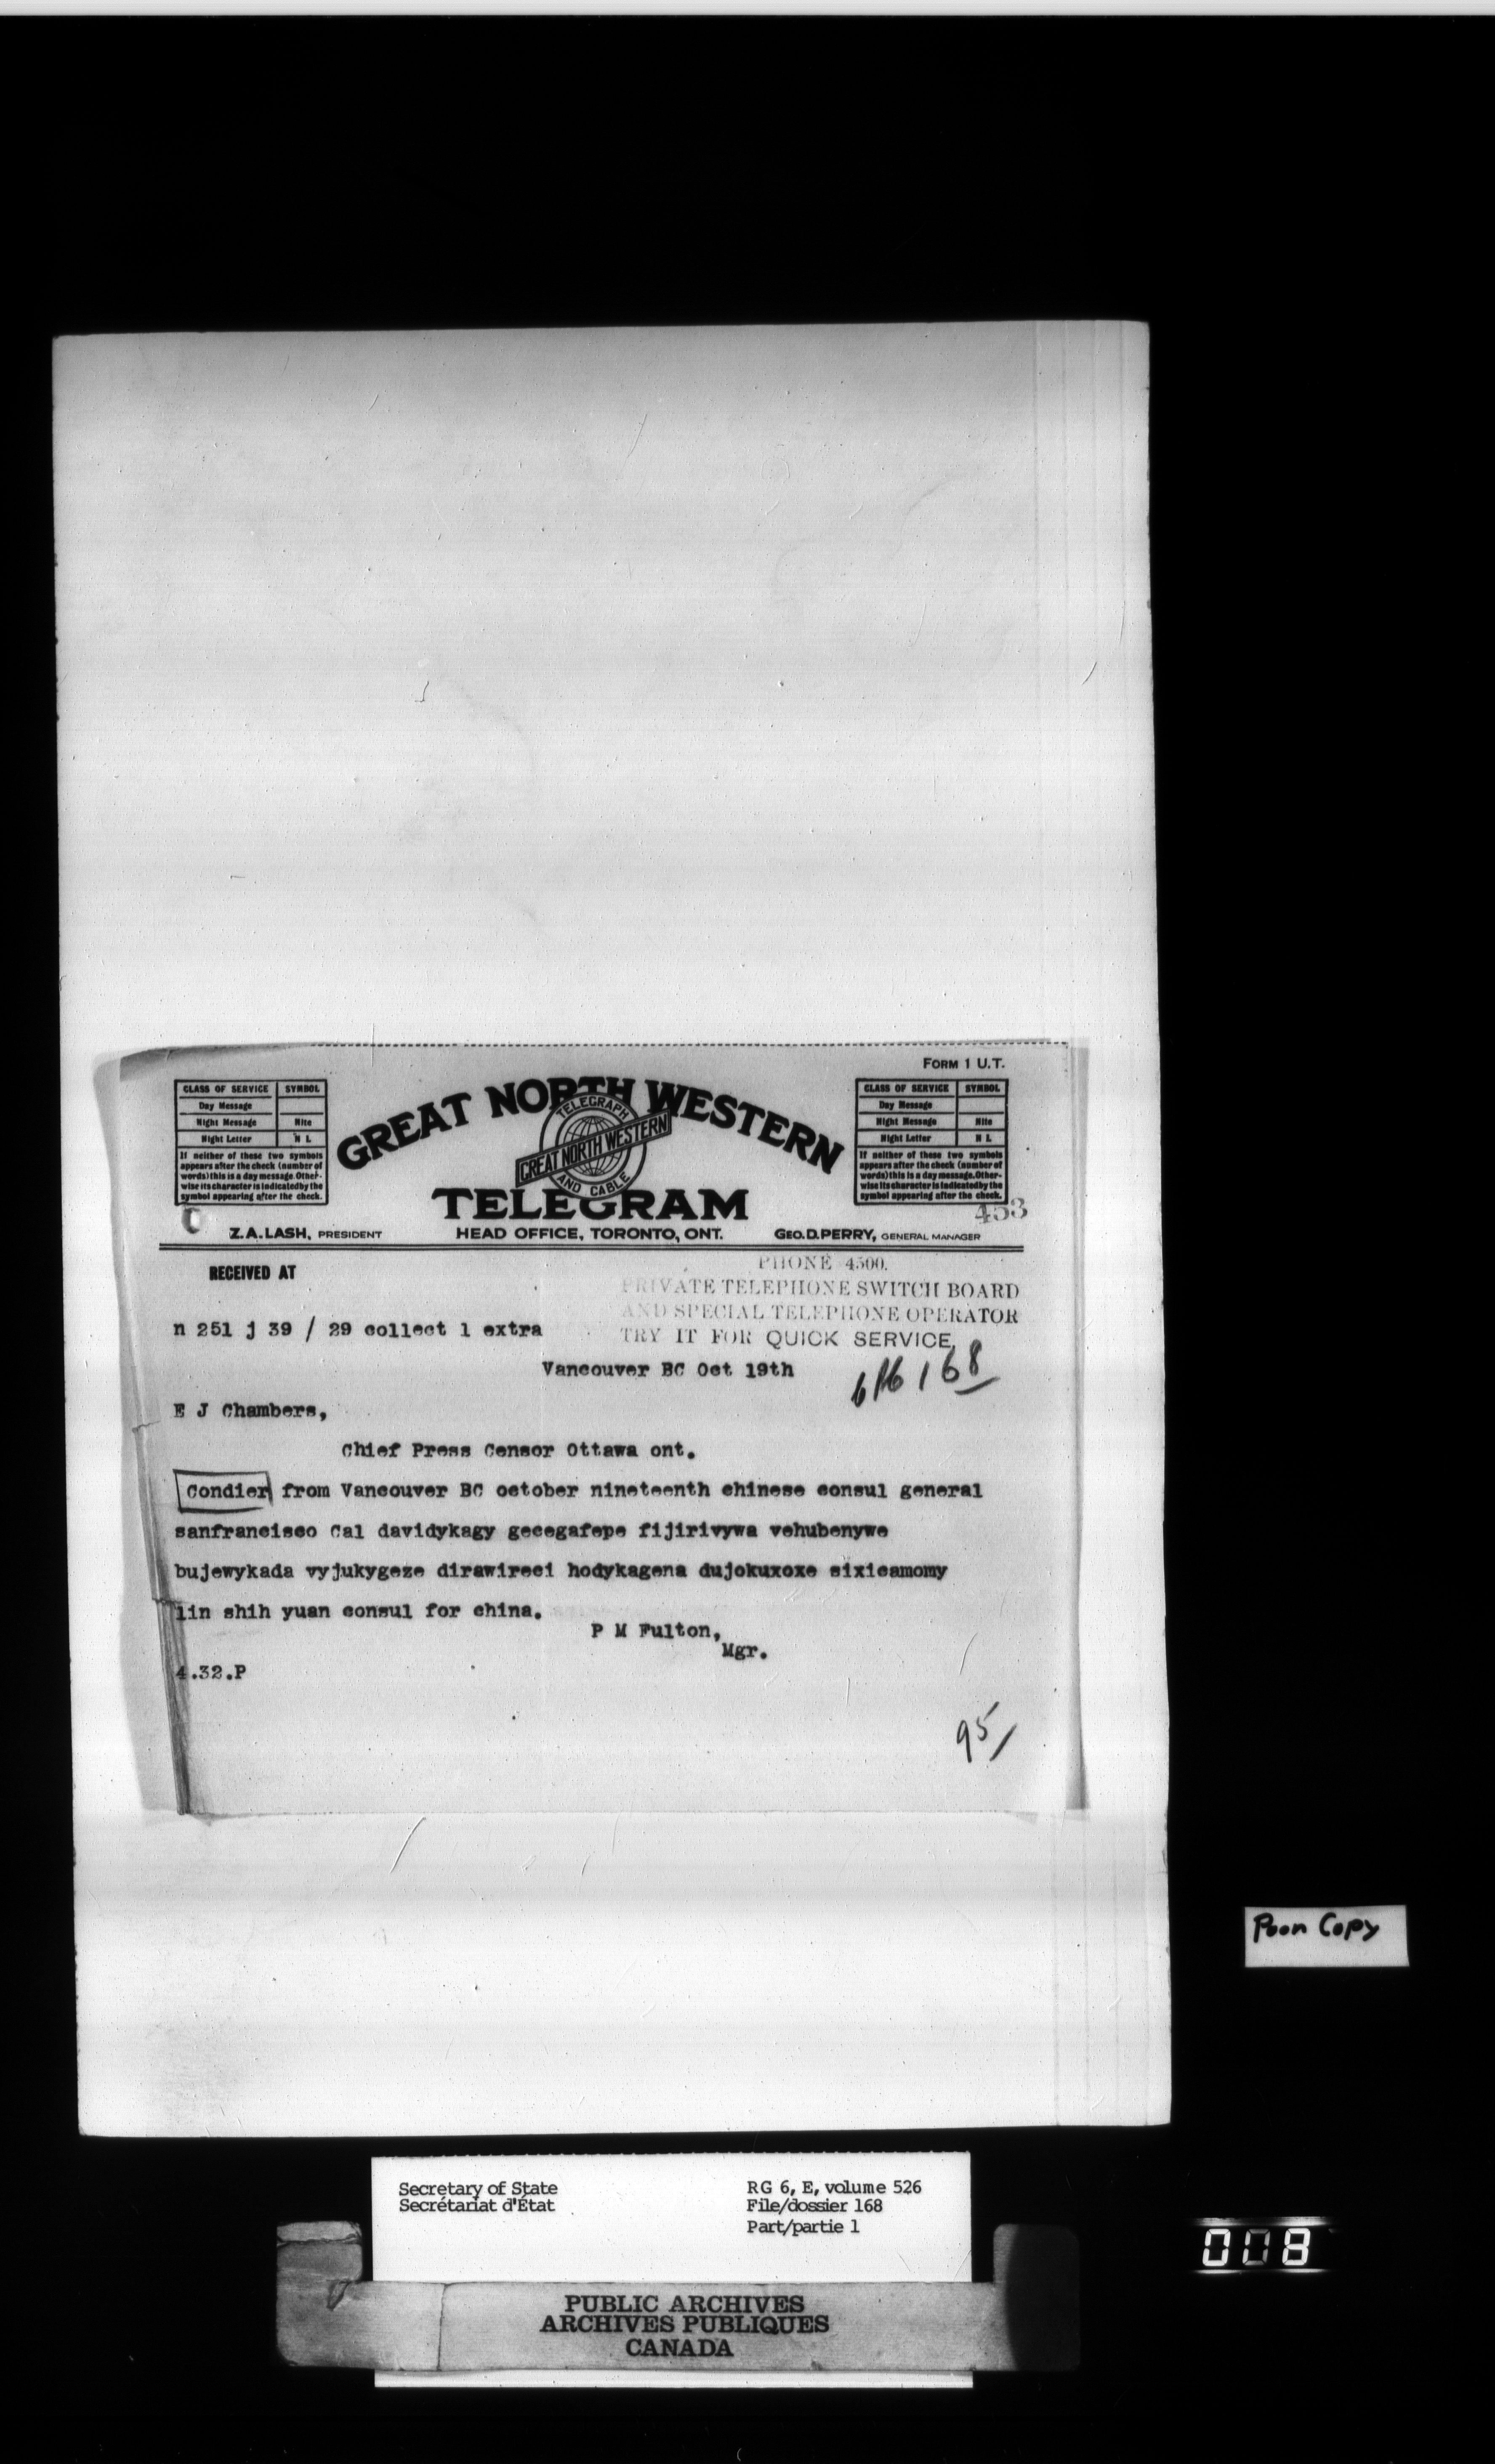 FORM 1 U.T.
CLASS OF SERVICE SYMBOL
Day Message
Night Message Nite
Night Letter N L
If neither of these two symbols
appears after the check (number of
words) this is a day message. Other-
wise its character is indicated by the
symbol appearing after the check.
GREAT NORTH WESTERN
TELEGRAPH
GREAT NORTH WESTERN
AND CABLE
TELEGRAM
CLASS OF SERVICE SYMBOL
Day Message
Night Message Nite
Night Letter N L
If neither of these two symbols
appears after the check (number of
words) this is a day message. Other-
wise its character is indicated by the
symbol appearing after the check.
453
Z.A. LASH, PRESIDENT HEAD OFFICE, TORONTO, ONT. GEO. D. PERRY, GENERAL MANAGER
RECEIVED AT
PHONE 4500.
PRIVATE TELEPHONE SWITCH BOARD
AND SPECIAL TELEPHONE OPERATOR
TRY IT FOR QUICK SERVICE,
n 251 j 39 / 29 collect 1 extra
Vancouver BC Oct 19th
168
E J Chambers,
Chief Press Censor Ottawa ont.
Condier from Vancouver BC october nineteenth chinese consul general
sanfrancisco Cal davidykagy gecegafepe fijirivywa vehubenywe
bujewykada vyjukygeze dirawireci hodykagena dujokuxoxe sixicamomy
lin shih yuan consul for china.
P M Fulton,
Mgr.
4.32.P
95/
Poor Copy
Secretary of State
Secrétariat d'État
RG 6, E, volume 526
File/dossier 168
Part/partie 1
008
PUBLIC ARCHIVES
ARCHIVES PUBLIQUES
CANADA